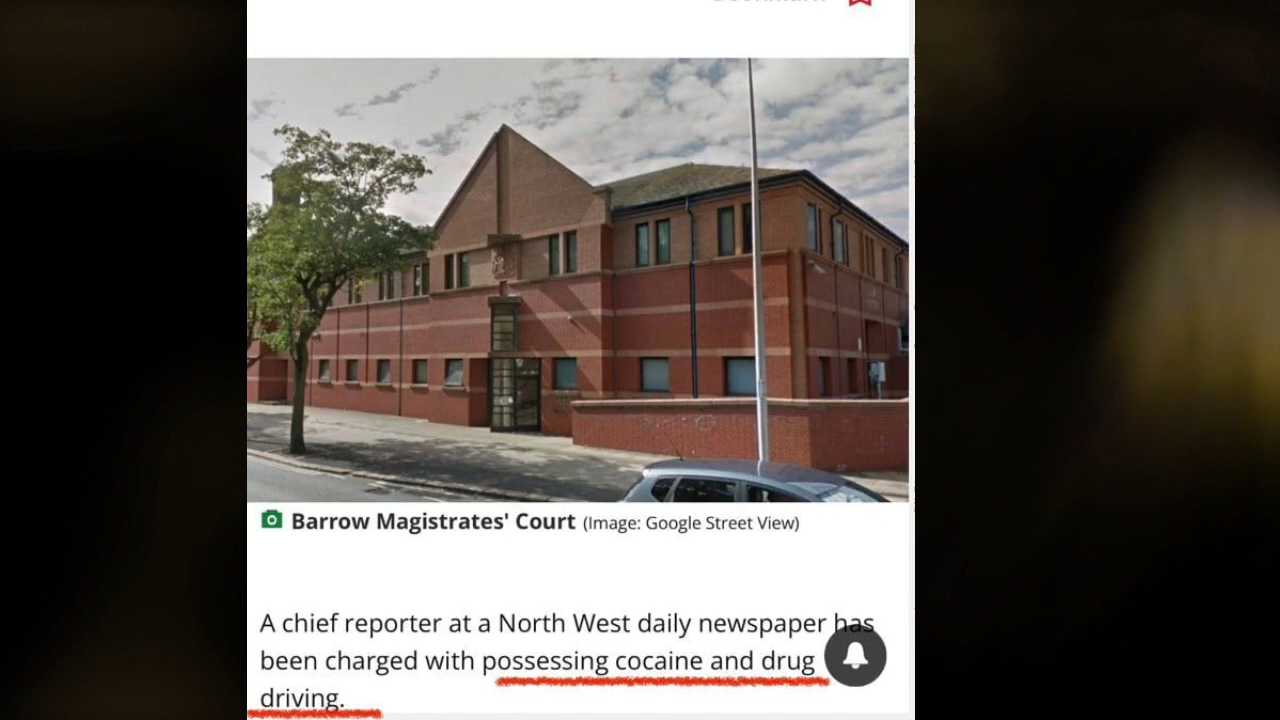 Barrow Magistrates' Court (Image: Google Street View)
A chief reporter at a North West daily newspaper has
been charged with possessing cocaine and drug
driving.